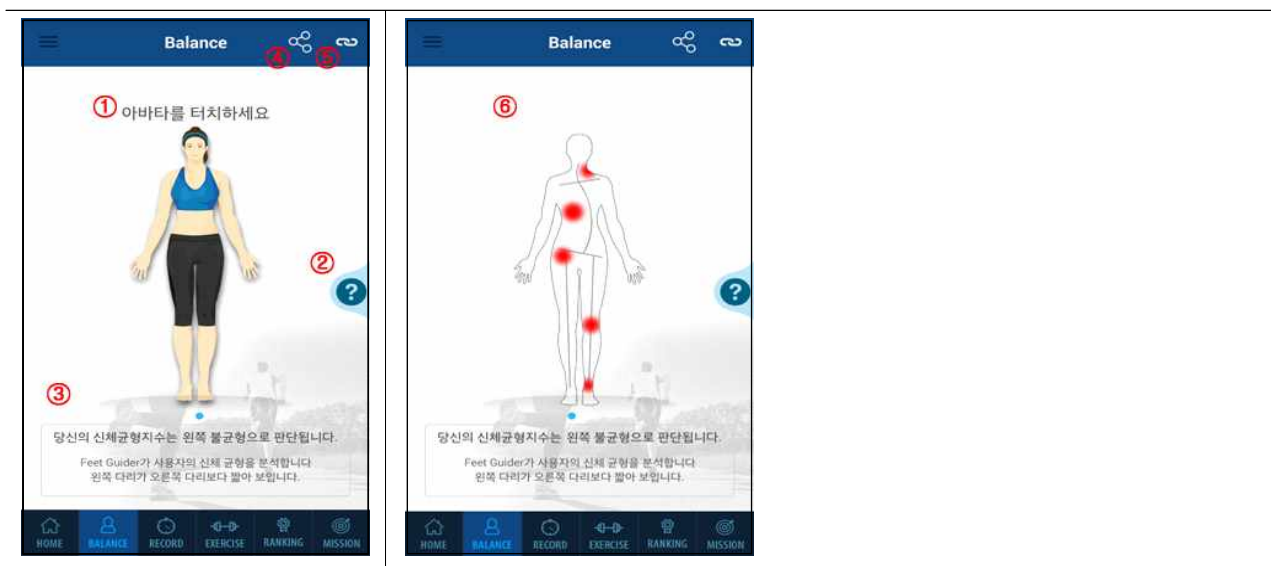 Balance
④ ⑤
① 아바타를 터치하세요
②
?
③
당신의 신체균형지수는 왼쪽 불균형으로 판단됩니다.
Feet Guider가 사용자의 신체 균형을 분석합니다
왼쪽 다리가 오른쪽 다리보다 짧아 보입니다.
HOME BALANCE RECORD EXERCISE RANKING MISSION
Balance
⑥
?
당신의 신체균형지수는 왼쪽 불균형으로 판단됩니다.
Feet Guider가 사용자의 신체 균형을 분석합니다
왼쪽 다리가 오른쪽 다리보다 짧아 보입니다.
HOME BALANCE RECORD EXERCISE RANKING MISSION